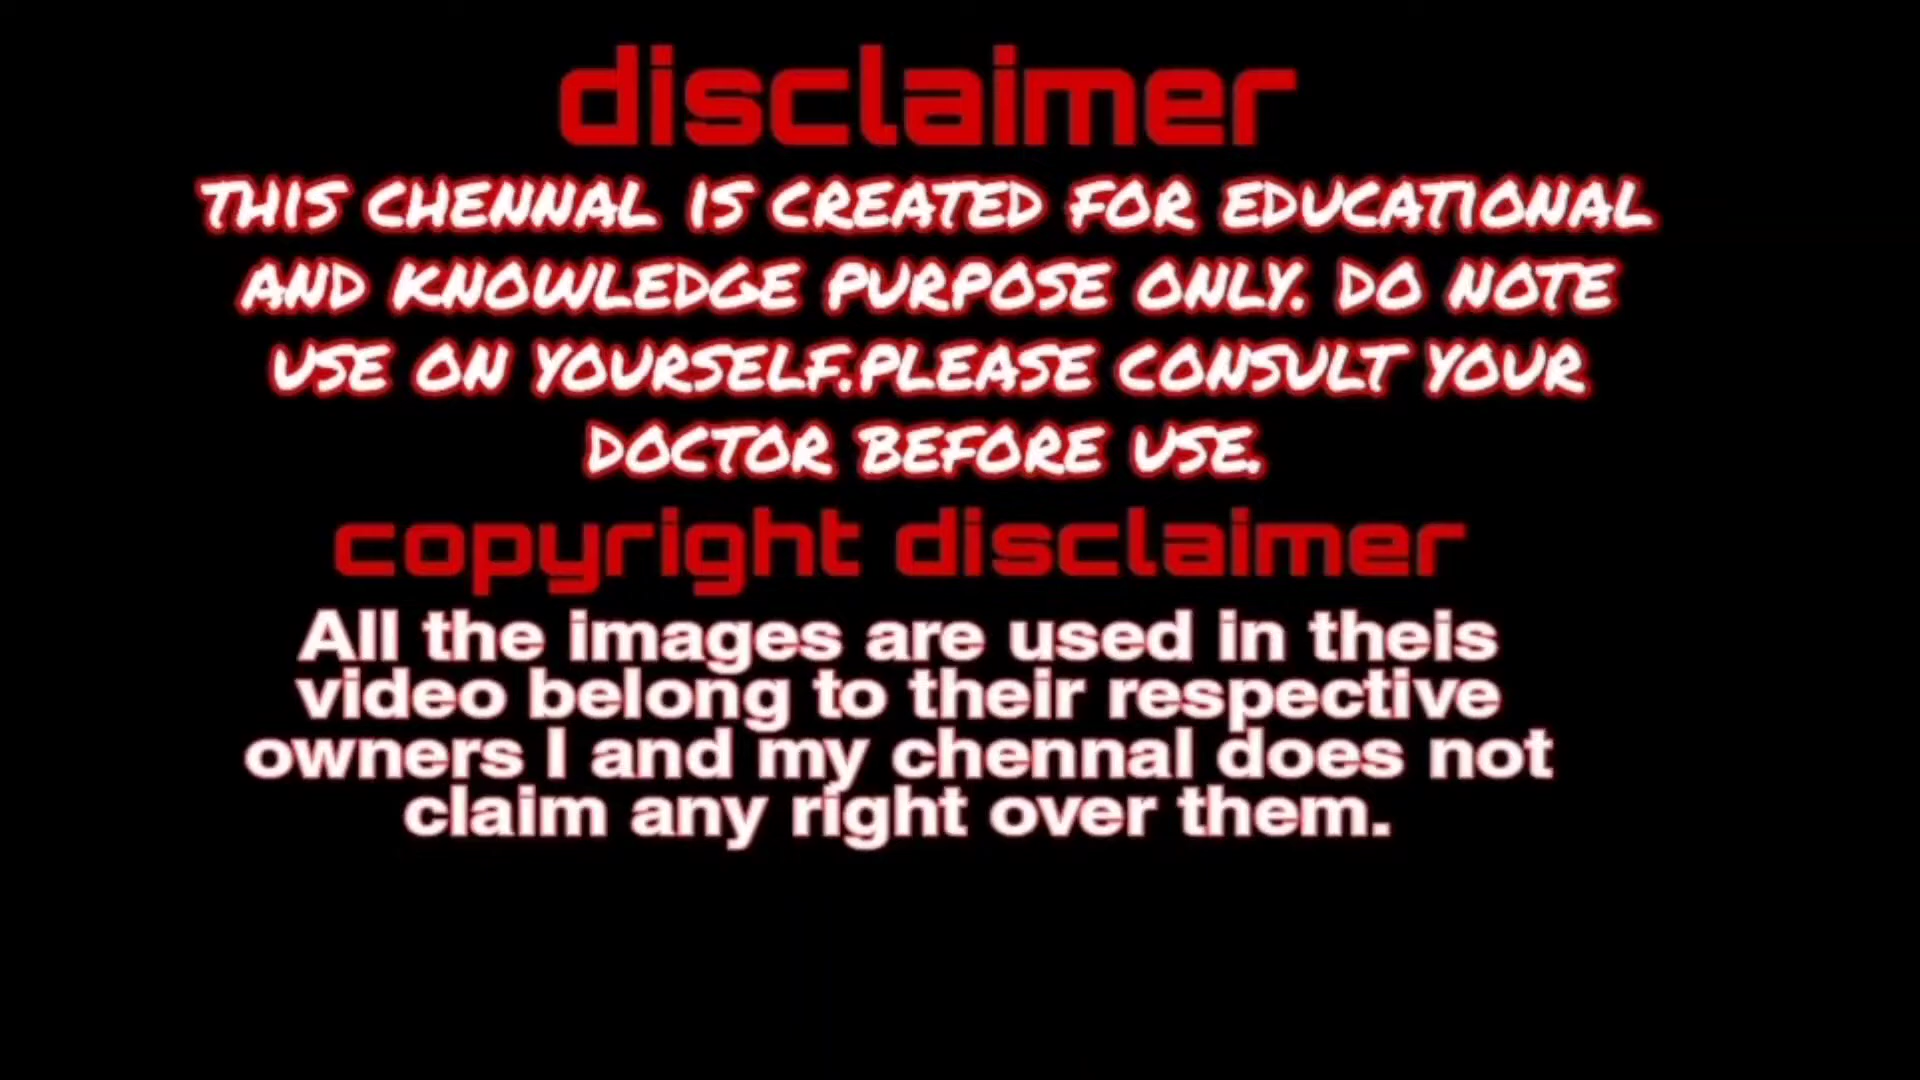 disclaimer
THIS CHENNAL IS CREATED FOR EDUCATIONAL
AND KNOWLEDGE PURPOSE ONLY. DO NOTE
USE ON YOURSELF.PLEASE CONSULT YOUR
DOCTOR BEFORE USE.
copyright disclaimer
All the images are used in theis
video belong to their respective
owners I and my chennal does not
claim any right over them.